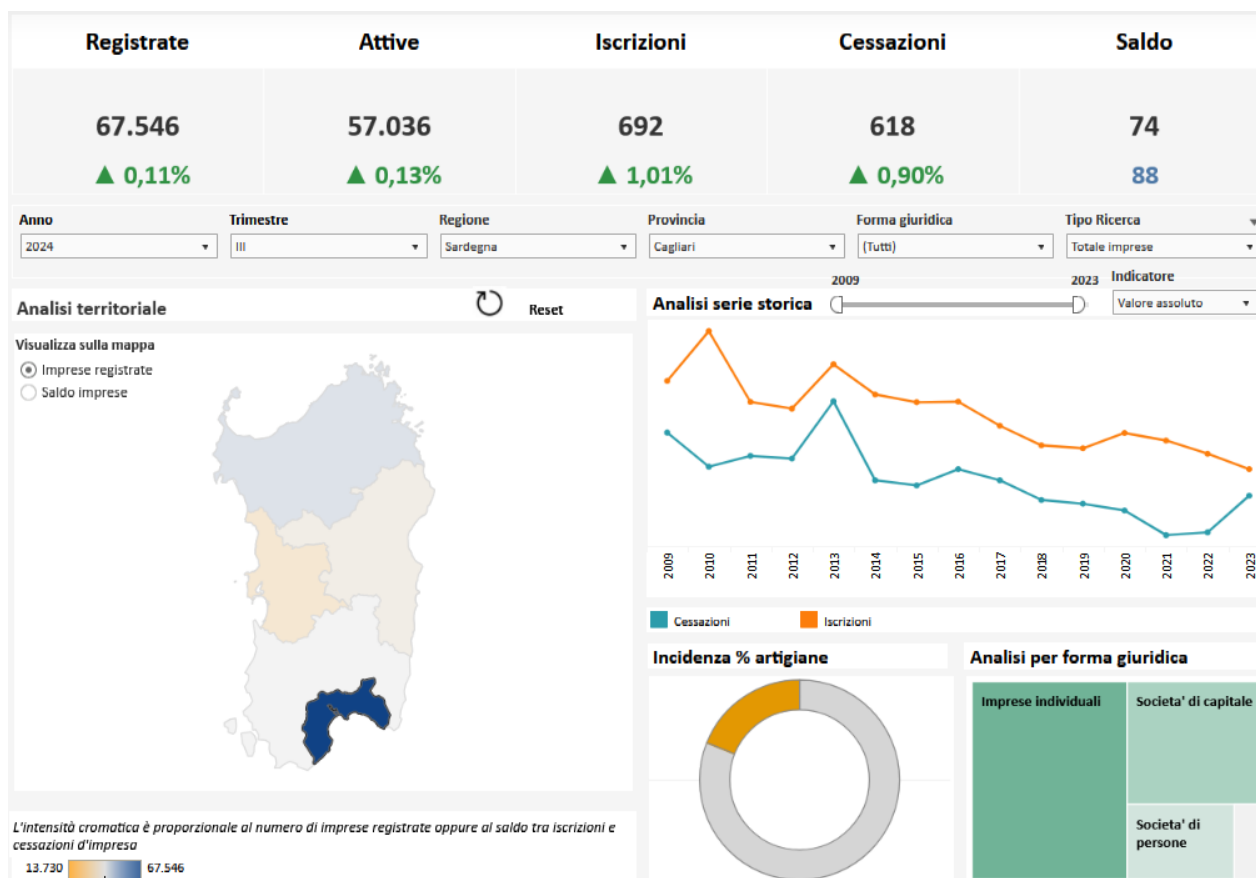 Registrate
Attive
Iscrizioni
Cessazioni
Saldo
67.546
57.036
692
618
74
▲ 0,11%
▲ 0,13%
▲ 1,01%
▲ 0,90%
88
Anno
Trimestre
Regione
Provincia
Forma giuridica
Tipo Ricerca
2024
III
Sardegna
Cagliari
(Tutti)
Totale imprese
Analisi territoriale
Reset
Visualizza sulla mappa
Imprese registrate
Saldo imprese
Analisi serie storica
2009
2023
Indicatore
Valore assoluto
2009
2010
2011
2012
2013
2014
2015
2016
2017
2018
2019
2020
2021
2022
2023
Cessazioni
Iscrizioni
Incidenza % artigiane
Analisi per forma giuridica
Imprese individuali
Societa' di capitale
Societa' di
persone
L'intensità cromatica è proporzionale al numero di imprese registrate oppure al saldo tra iscrizioni e
cessazioni d'impresa
13.730
67.546